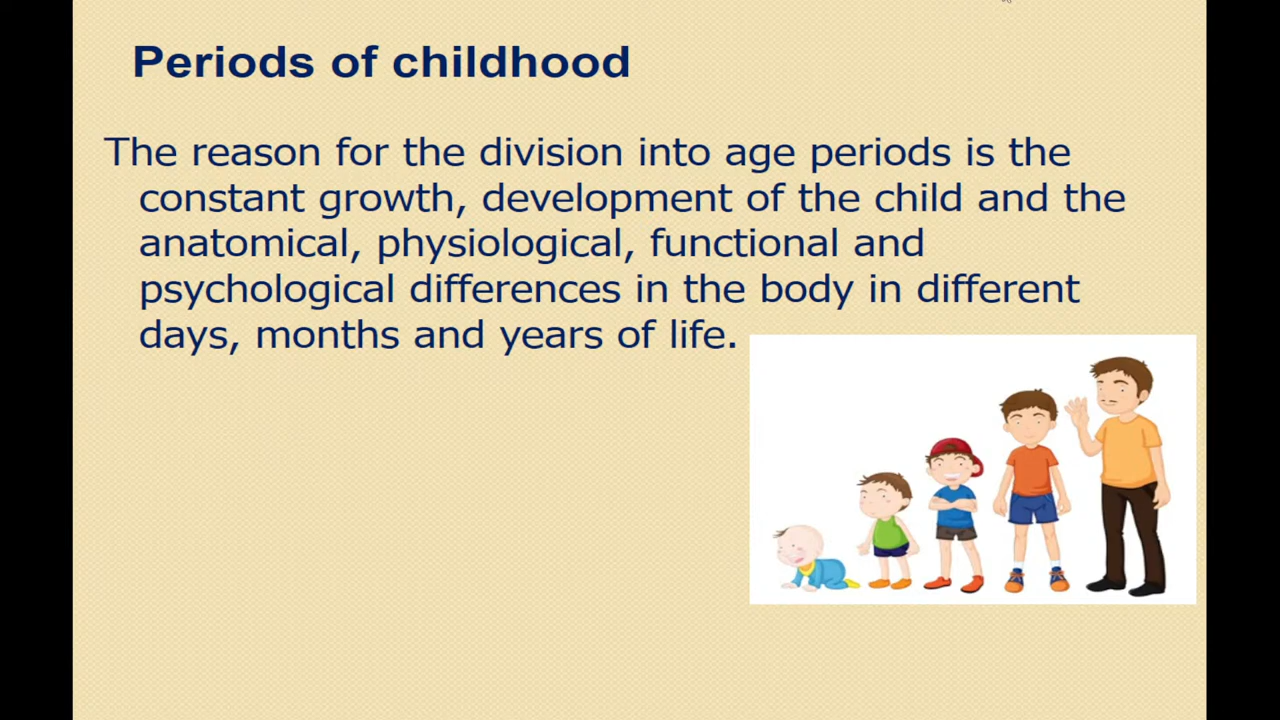 Periods of childhood
The reason for the division into age periods is the
constant growth, development of the child and the
anatomical, physiological, functional and
psychological differences in the body in different
days, months and years of life.